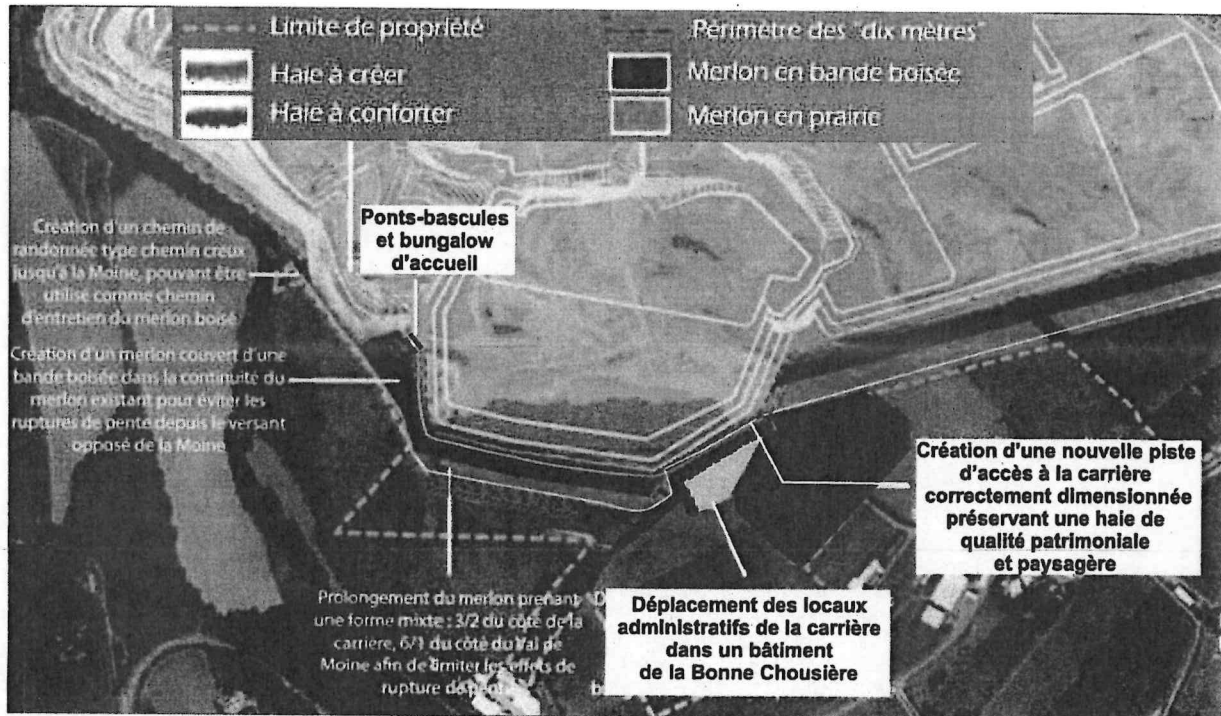 Limite de propriété
Haie à créer
Haie à conforter
Périmètre des "dix mètres"
Merlon en bande boisée
Merlon en prairie
Ponts-bascules
et bungalow
d'accueil
Création d'un chemin de
randonnée type chemin creux
jusqu'à la Moine, pouvant être
utilisé comme chemin
d'entretien du merlon boisé
Création d'un merlon couvert d'une
bande boisée dans la continuité du
merlon existant pour éviter les
ruptures de pente depuis le versant
opposé de la Moine
Création d'une nouvelle piste
d'accès à la carrière
correctement dimensionnée
préservant une haie de
qualité patrimoniale
et paysagère
Prolongement du merlon prenant
une forme mixte : 3/2 du côté de la
carrière, 6/1 du côté du Val de
Moine afin de limiter les effets de
rupture de pente
Déplacement des locaux
administratifs de la carrière
dans un bâtiment
de la Bonne Chousière